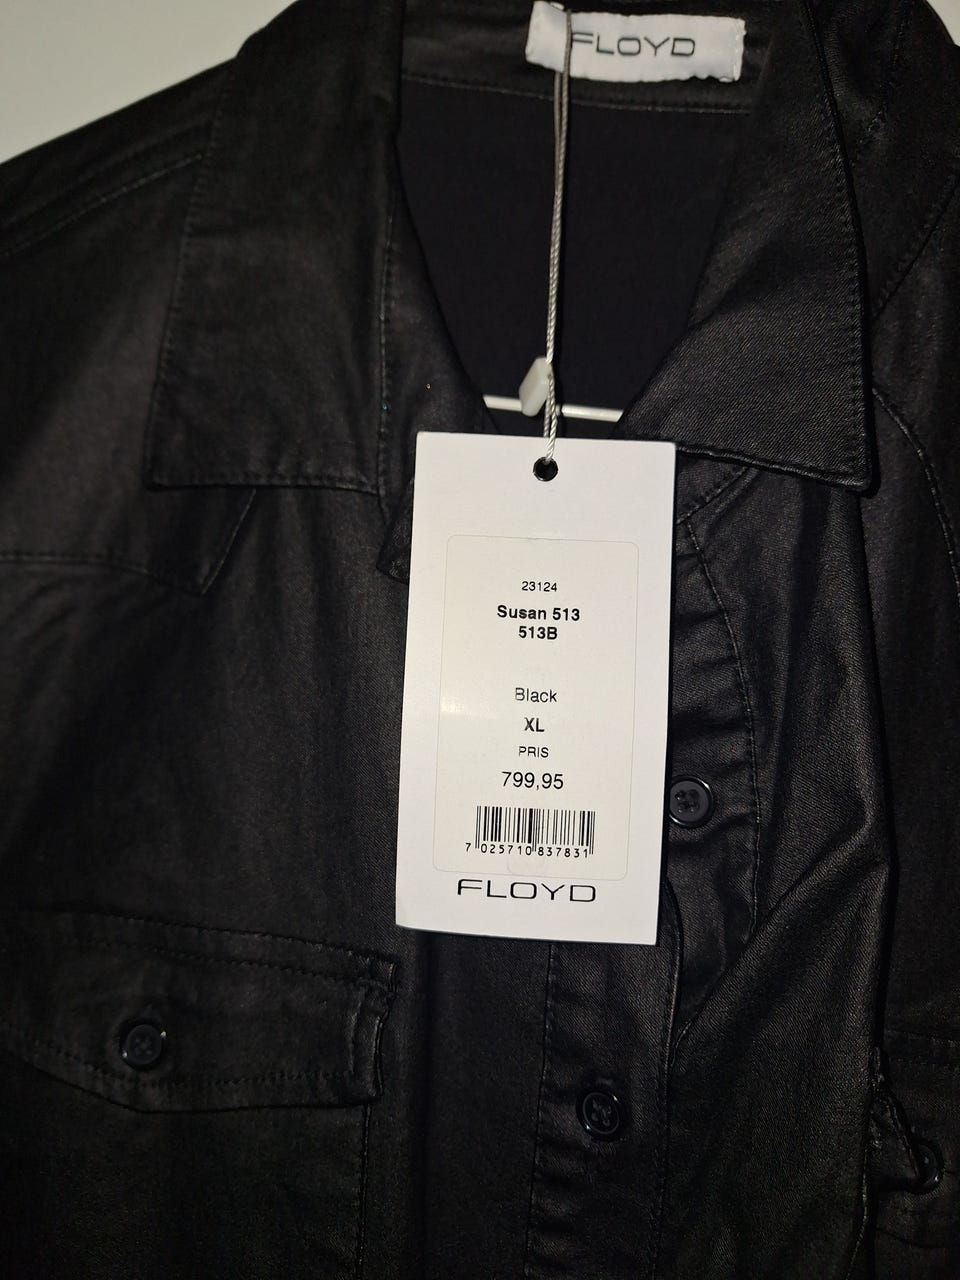 FLOYD
23124
Susan 513
513B
Black
XL
PRIS
799,95
7 025710 837831
FLOYD